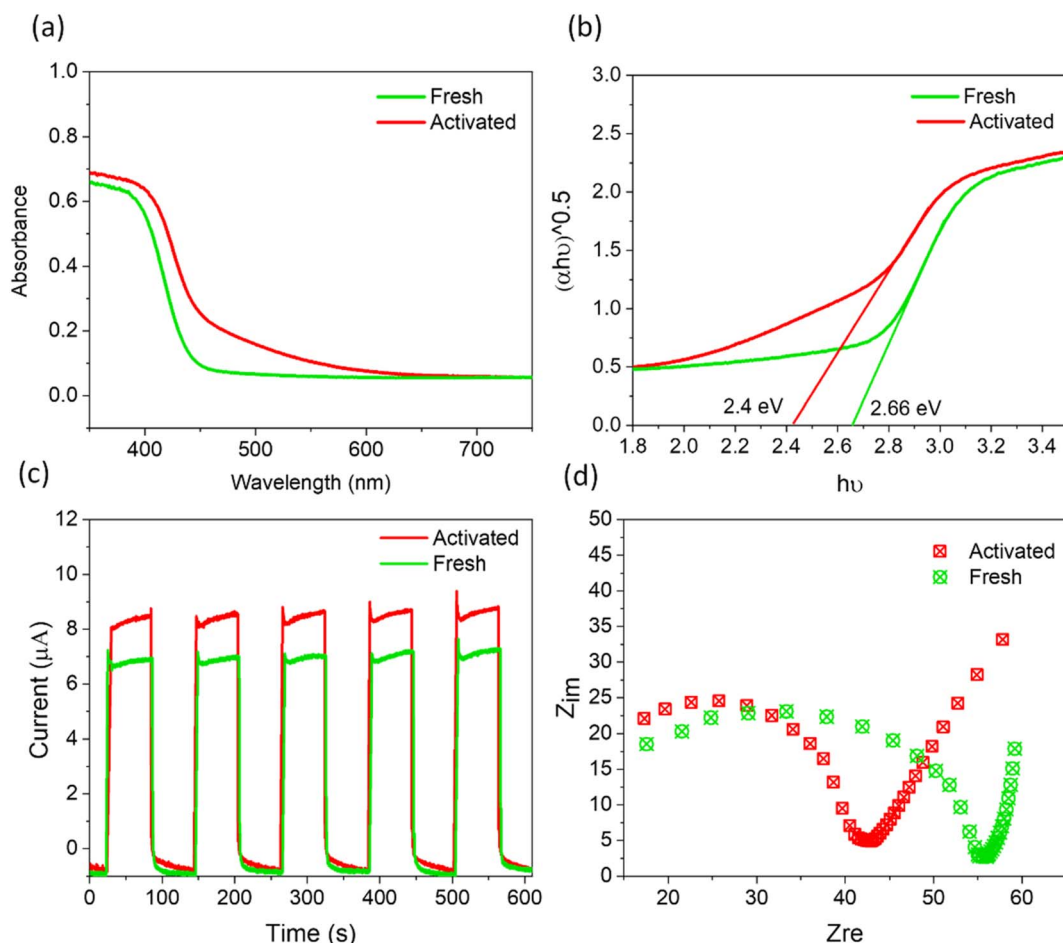 (a)
1.0
0.8
0.6
0.4
0.2
0.0
Absorbance
Fresh
Activated
400
500
600
700
Wavelength (nm)
(b)
3.0
2.5
2.0
1.5
1.0
0.5
0.0
(αhυ)^0.5
Fresh
Activated
2.4 eV
2.66 eV
1.8
2.0
2.2
2.4
2.6
2.8
3.0
3.2
3.4
hυ
(c)
12
10
8
6
4
2
0
Current (μA)
Activated
Fresh
0
100
200
300
400
500
600
Time (s)
(d)
50
45
40
35
30
25
20
15
10
5
0
Zim
Activated
Fresh
20
30
40
50
60
Zre